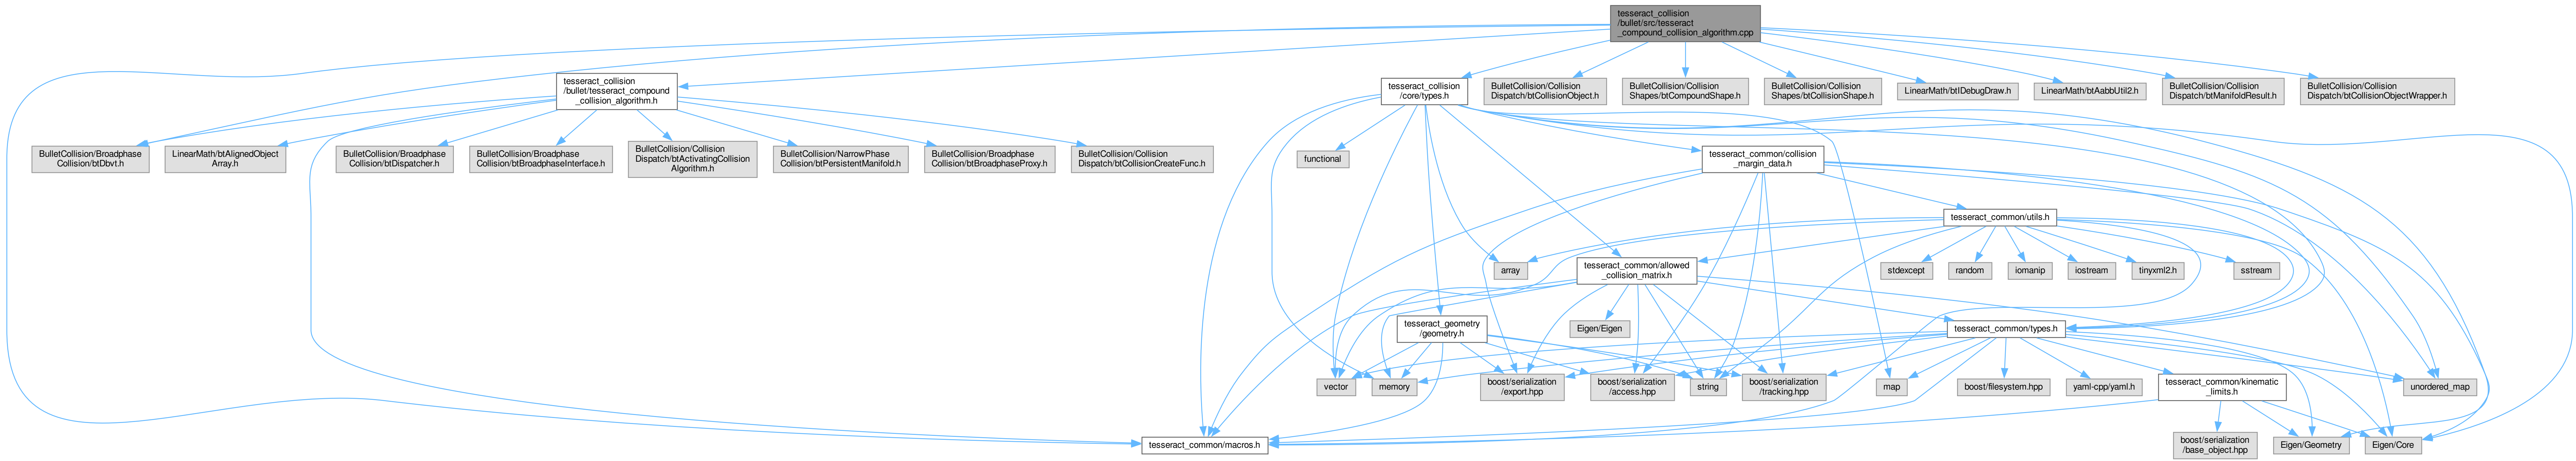 tesseract_collision
/bullet/src/tesseract
_compound_collision_algorithm.cpp
tesseract_collision
/bullet/tesseract_compound
_collision_algorithm.h
tesseract_collision
/core/types.h
BulletCollision/Collision
Dispatch/btCollisionObject.h
BulletCollision/Collision
Shapes/btCompoundShape.h
BulletCollision/Collision
Shapes/btCollisionShape.h
LinearMath/btIDebugDraw.h
LinearMath/btAabbUtil2.h
BulletCollision/Collision
Dispatch/btManifoldResult.h
BulletCollision/Collision
Dispatch/btCollisionObjectWrapper.h
BulletCollision/Broadphase
Collision/btDbvt.h
LinearMath/btAlignedObject
Array.h
BulletCollision/Broadphase
Collision/btDispatcher.h
BulletCollision/Broadphase
Collision/btBroadphaseInterface.h
BulletCollision/Collision
Dispatch/btActivatingCollision
Algorithm.h
BulletCollision/NarrowPhase
Collision/btPersistentManifold.h
BulletCollision/Broadphase
Collision/btBroadphaseProxy.h
BulletCollision/Collision
Dispatch/btCollisionCreateFunc.h
functional
tesseract_common/collision
_margin_data.h
tesseract_common/utils.h
array
tesseract_common/allowed
_collision_matrix.h
stdexcept
random
iomanip
iostream
tinyxml2.h
sstream
tesseract_geometry
/geometry.h
Eigen/Eigen
tesseract_common/types.h
vector
memory
boost/serialization
/export.hpp
boost/serialization
/access.hpp
string
boost/serialization
/tracking.hpp
map
boost/filesystem.hpp
yaml-cpp/yaml.h
tesseract_common/kinematic
_limits.h
unordered_map
tesseract_common/macros.h
boost/serialization
/base_object.hpp
Eigen/Geometry
Eigen/Core